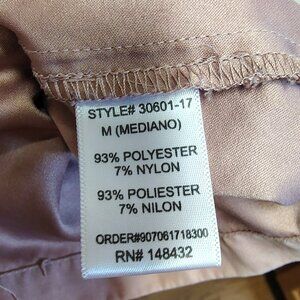 STYLE# 30601-17
M (MEDIANO)
93% POLYESTER
7% NYLON
93% POLIESTER
7% NILON
ORDER#907061718300
RN# 148432